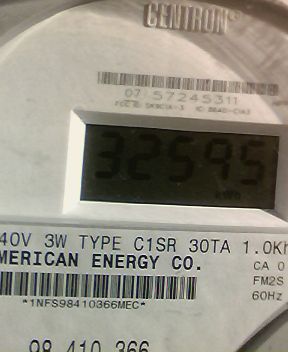 CENTRON®
07 57245311
32595
kWh
40V 3W TYPE C1SR 30TA 1.0Kh
MERICAN ENERGY CO.
CA 0
FM2S
60Hz
*1NFS98410366MEC*
98 410 366